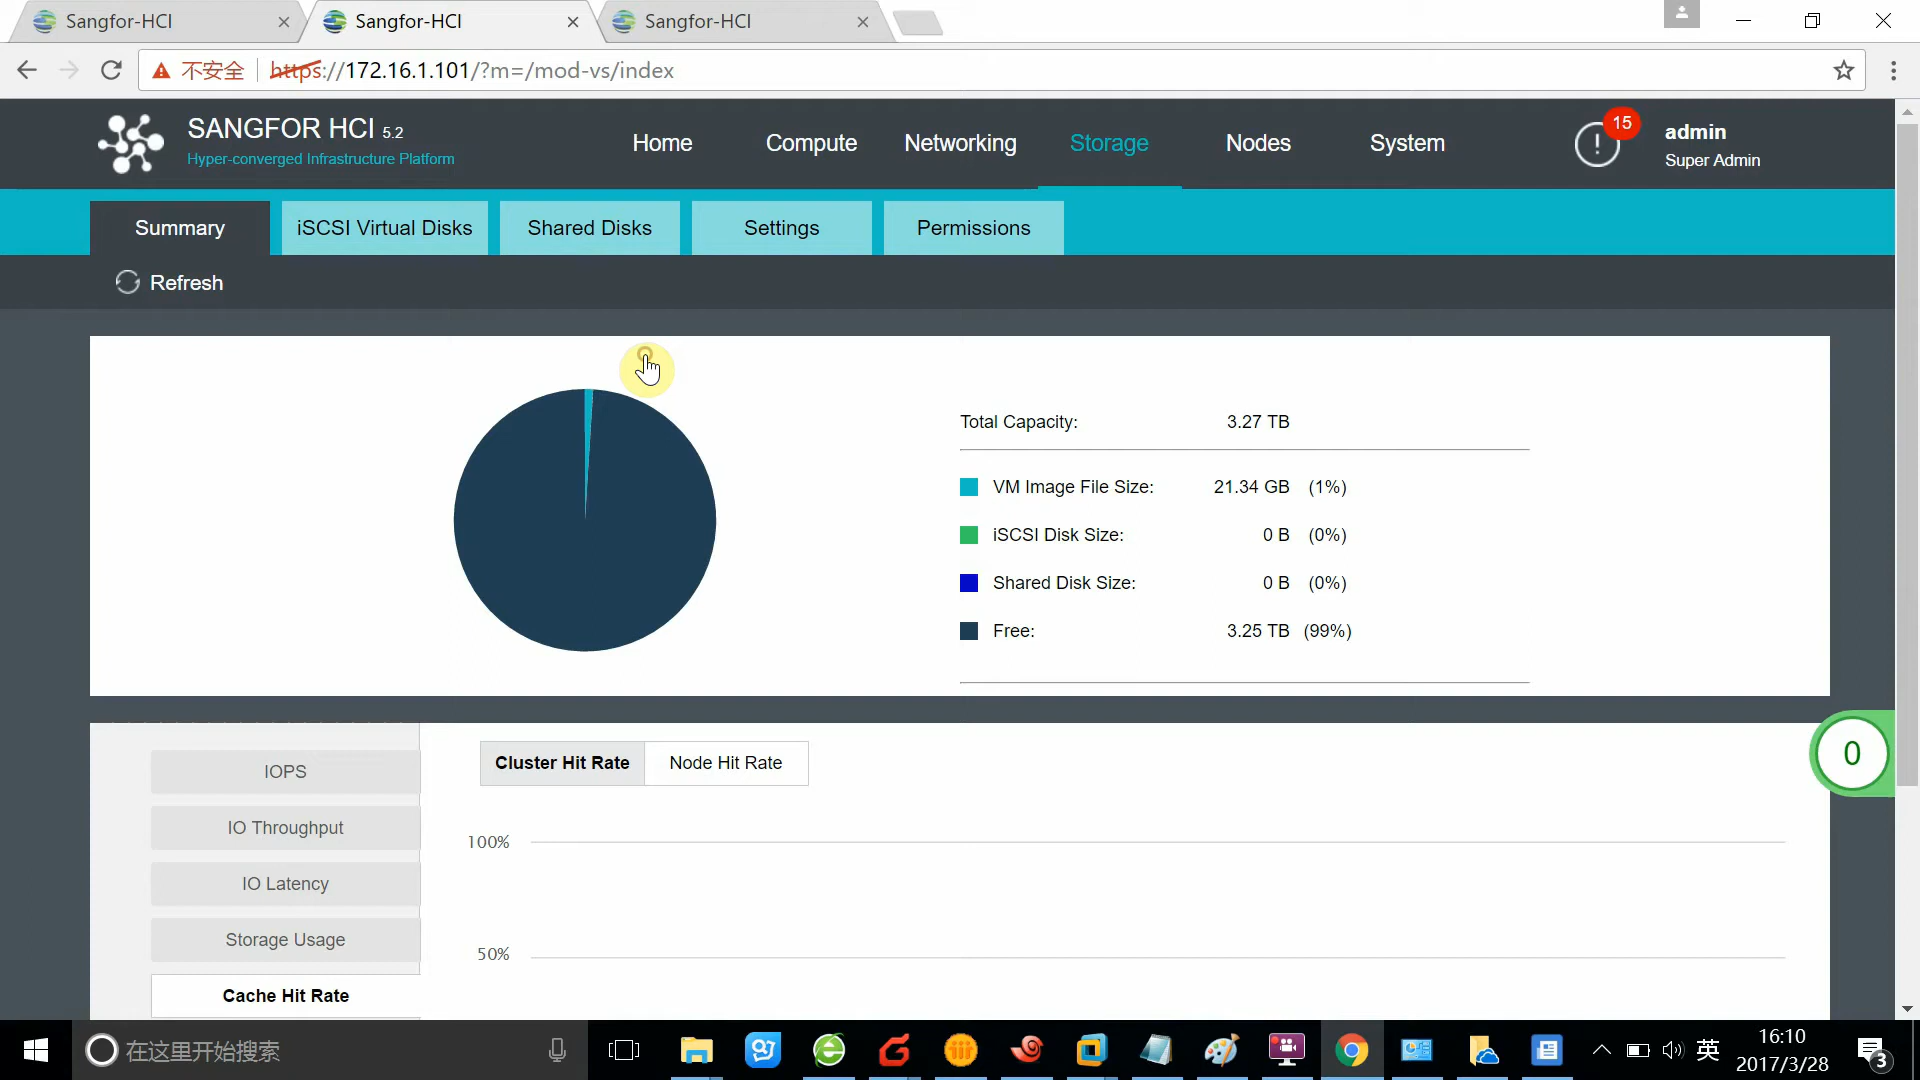 Sangfor-HCI
Sangfor-HCI
Sangfor-HCI
不安全 https://172.16.1.101/?m=/mod-vs/index
SANGFOR HCI 5.2
Hyper-converged Infrastructure Platform
Home
Compute
Networking
Storage
Nodes
System
15
admin
Super Admin
Summary
iSCSI Virtual Disks
Shared Disks
Settings
Permissions
Refresh
Total Capacity: 3.27 TB
VM Image File Size: 21.34 GB (1%)
iSCSI Disk Size: 0 B (0%)
Shared Disk Size: 0 B (0%)
Free: 3.25 TB (99%)
0
IOPS
IO Throughput
IO Latency
Storage Usage
Cache Hit Rate
Cluster Hit Rate
Node Hit Rate
100%
50%
在这里开始搜索
英
16:10
2017/3/28
3